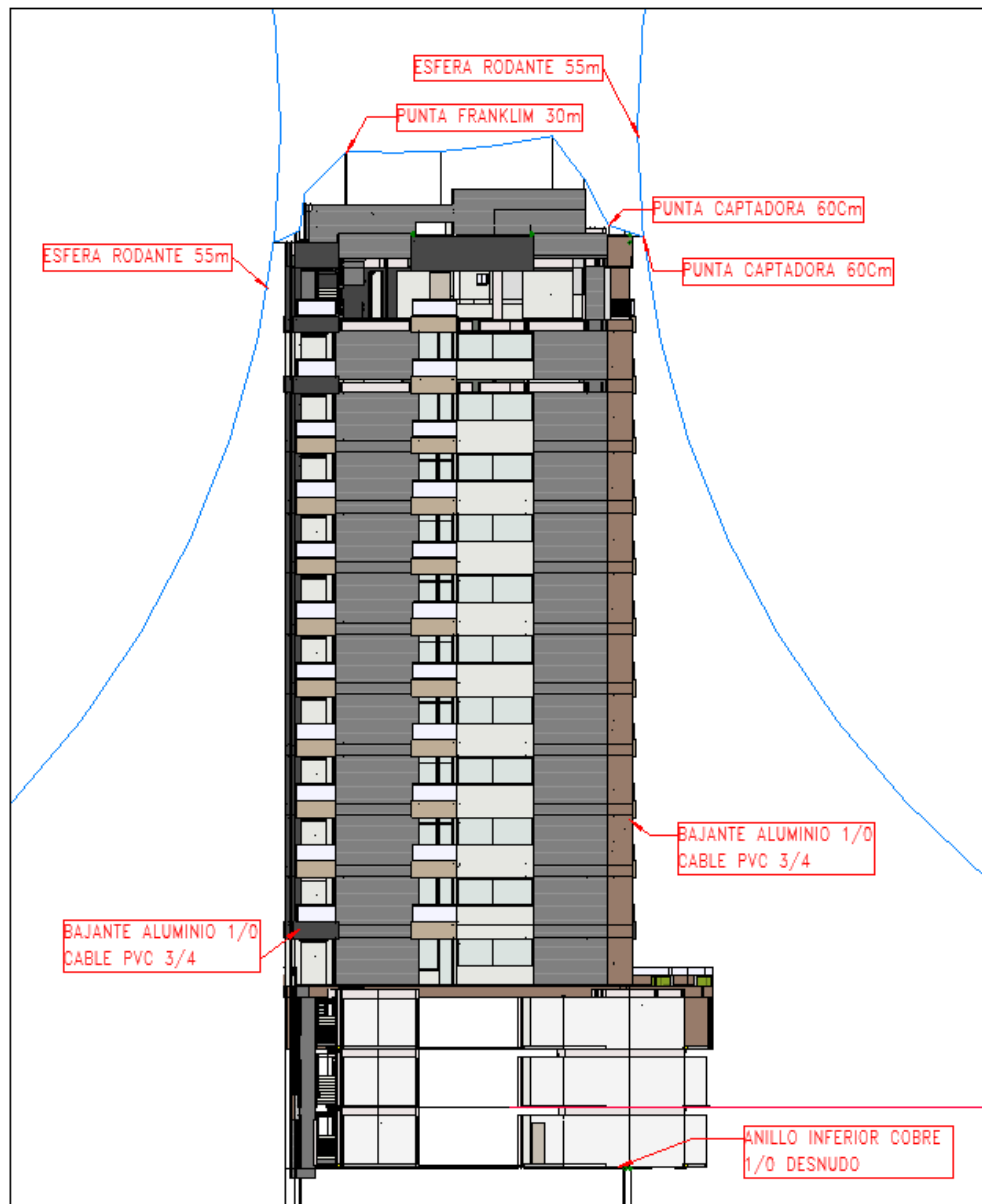 ESFERA RODANTE 55m
PUNTA FRANKLIM 30m
PUNTA CAPTADORA 60Cm
ESFERA RODANTE 55m
PUNTA CAPTADORA 60Cm
BAJANTE ALUMINIO 1/0
CABLE PVC 3/4
BAJANTE ALUMINIO 1/0
CABLE PVC 3/4
ANILLO INFERIOR COBRE
1/0 DESNUDO